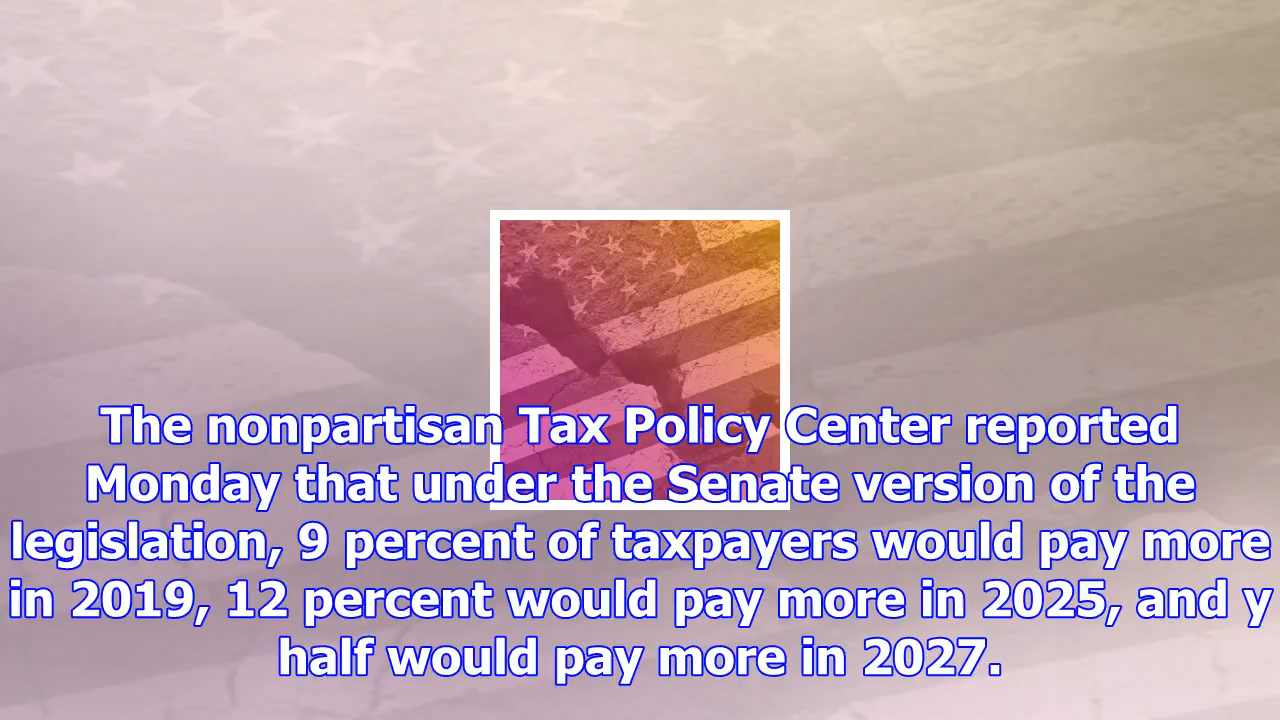 The nonpartisan Tax Policy Center reported
Monday that under the Senate version of the
legislation, 9 percent of taxpayers would pay more
in 2019, 12 percent would pay more in 2025, and y
half would pay more in 2027.